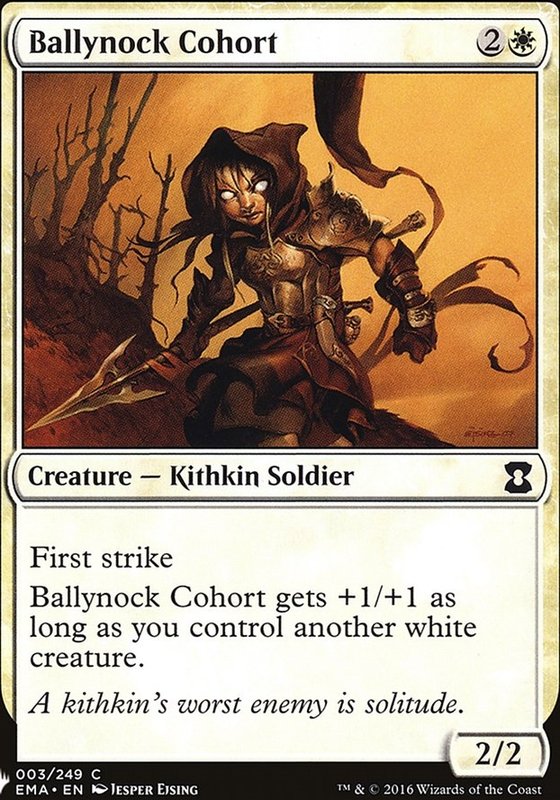 Ballynock Cohort 2
Creature — Kithkin Soldier
First strike
Ballynock Cohort gets +1/+1 as
long as you control another white
creature.
A kithkin's worst enemy is solitude.
2/2
003/249 C
EMA • EN Jesper Eising
™ & © 2016 Wizards of the Coast